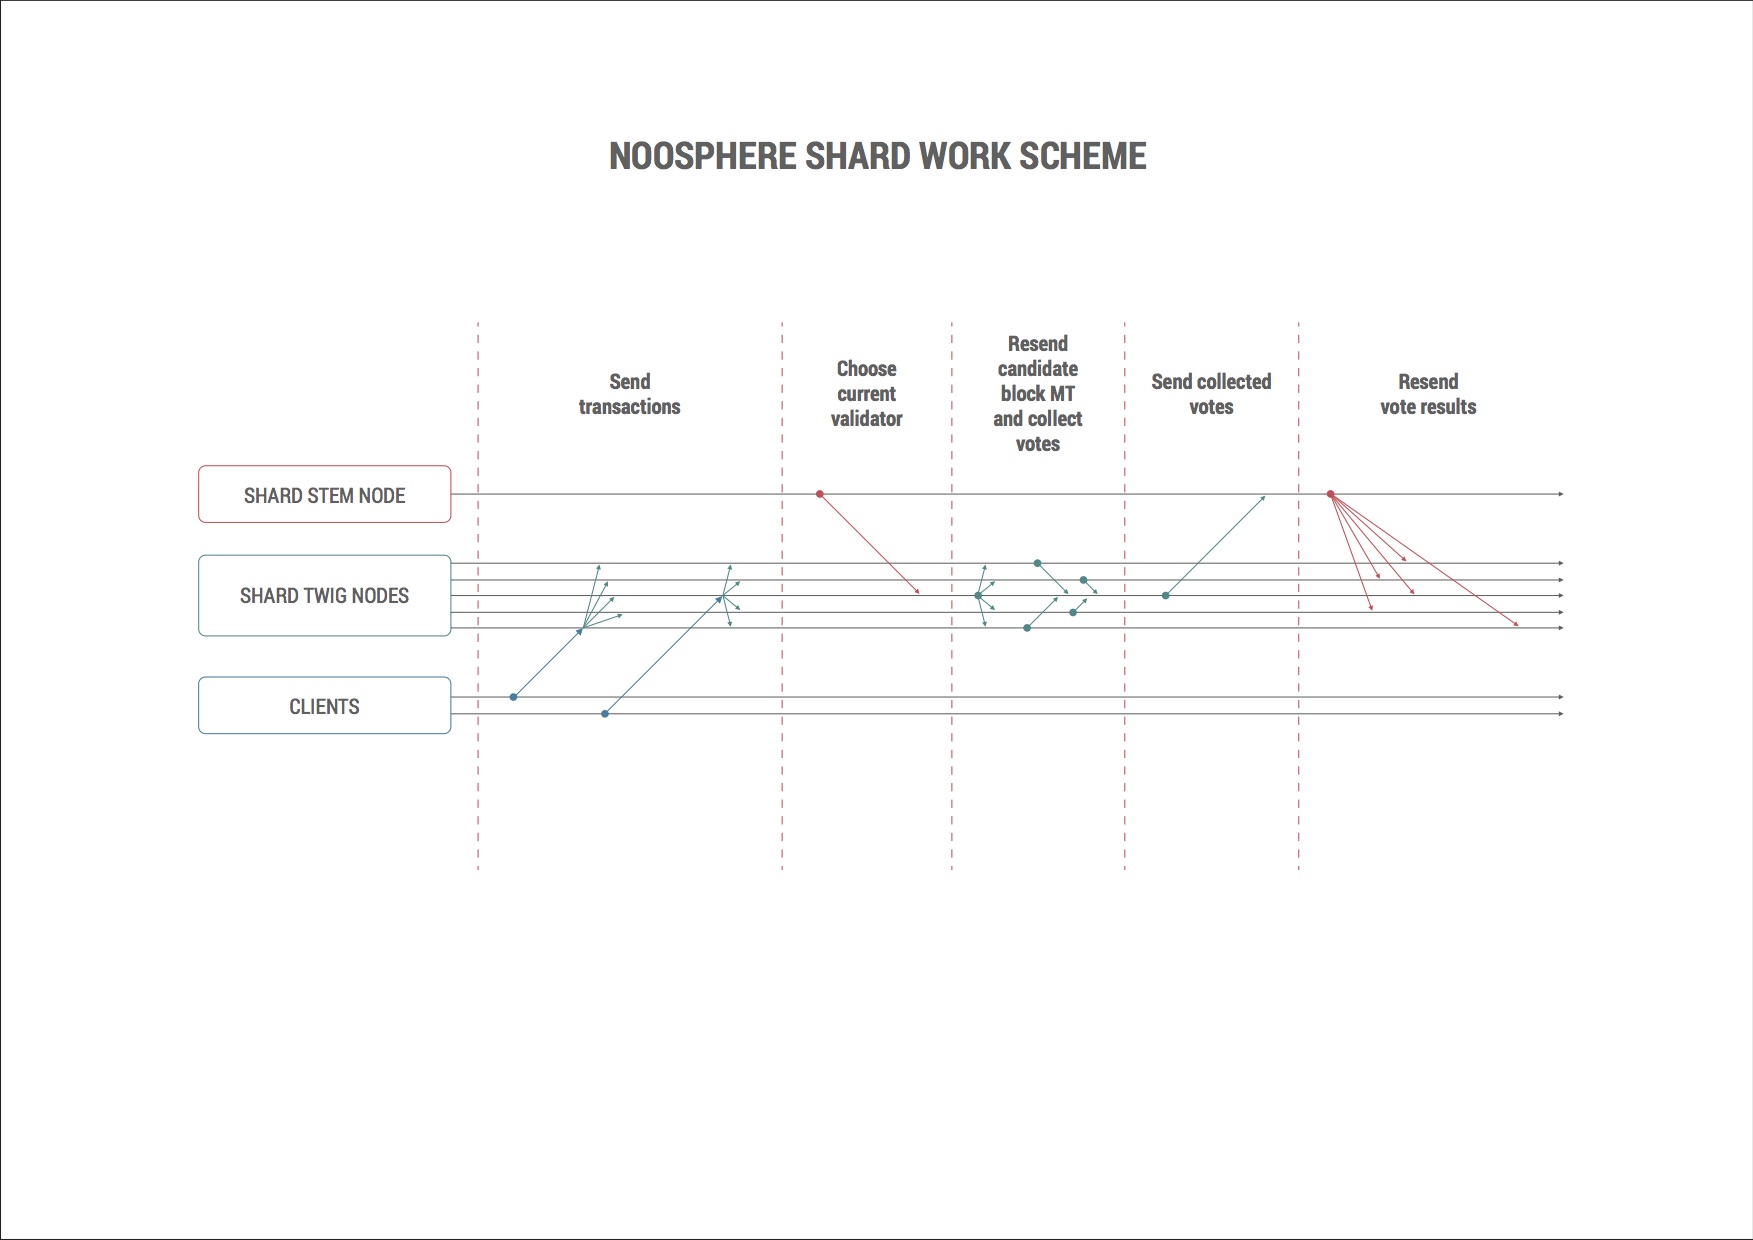 NOOSPHERE SHARD WORK SCHEME
Send
transactions
Choose
current
validator
Resend
candidate
block MT
and collect
votes
Send collected
votes
Resend
vote results
SHARD STEM NODE
SHARD TWIG NODES
CLIENTS